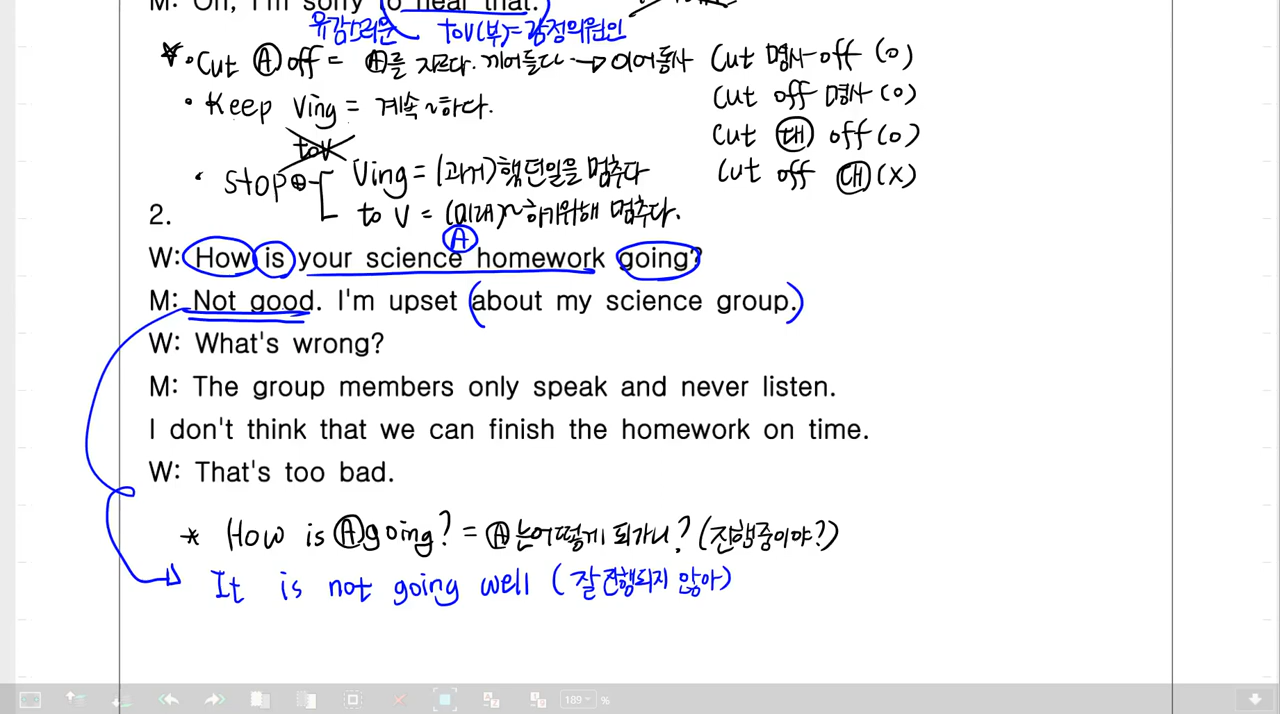 M: Oh, I'm sorry to hear that.
유감스러운 toV(부)=감정의원인
• Cut Ⓐ off = Ⓐ를 자르다. 끼어들다 → 이어동사 Cut 명사 off (O)
• Keep Ving = 계속 ~하다. Cut off 명사 (O)
toV Cut 대 off (O)
• Stop ⊕ Ving = (과거)했던일을 멈추다 Cut off 대 (X)
to V = (미래)~하기위해 멈추다.
2. Ⓐ
W: How is your science homework going?
M: Not good. I'm upset (about my science group.)
W: What's wrong?
M: The group members only speak and never listen.
I don't think that we can finish the homework on time.
W: That's too bad.
* How is Ⓐ going? = Ⓐ는어떻게 되가니? (진행중이야?)
It is not going well (잘 진행되지 않아)
189 %